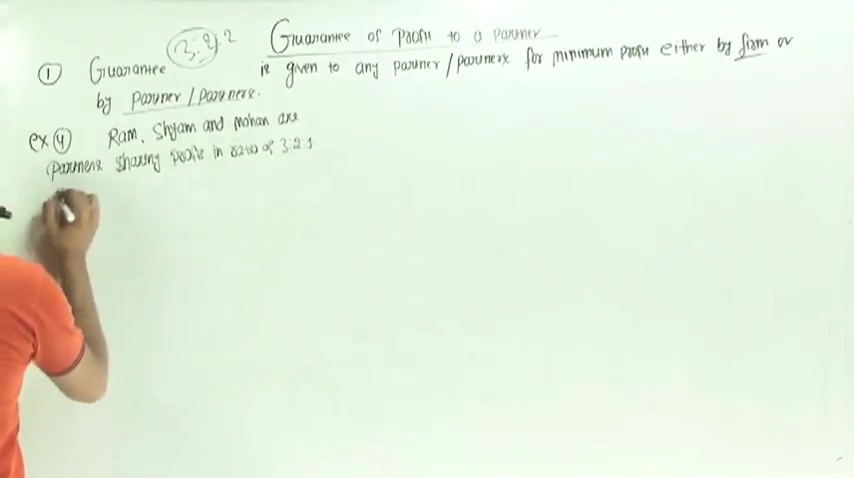 Guarantee of Profit to a Partner
3:2):2
① Guarantee is given to any partner/partners for minimum profit either by firm or
by partner/partners.
ex ④ Ram, Shyam and Mohan are
partners sharing profit in ratio of 3:2:1